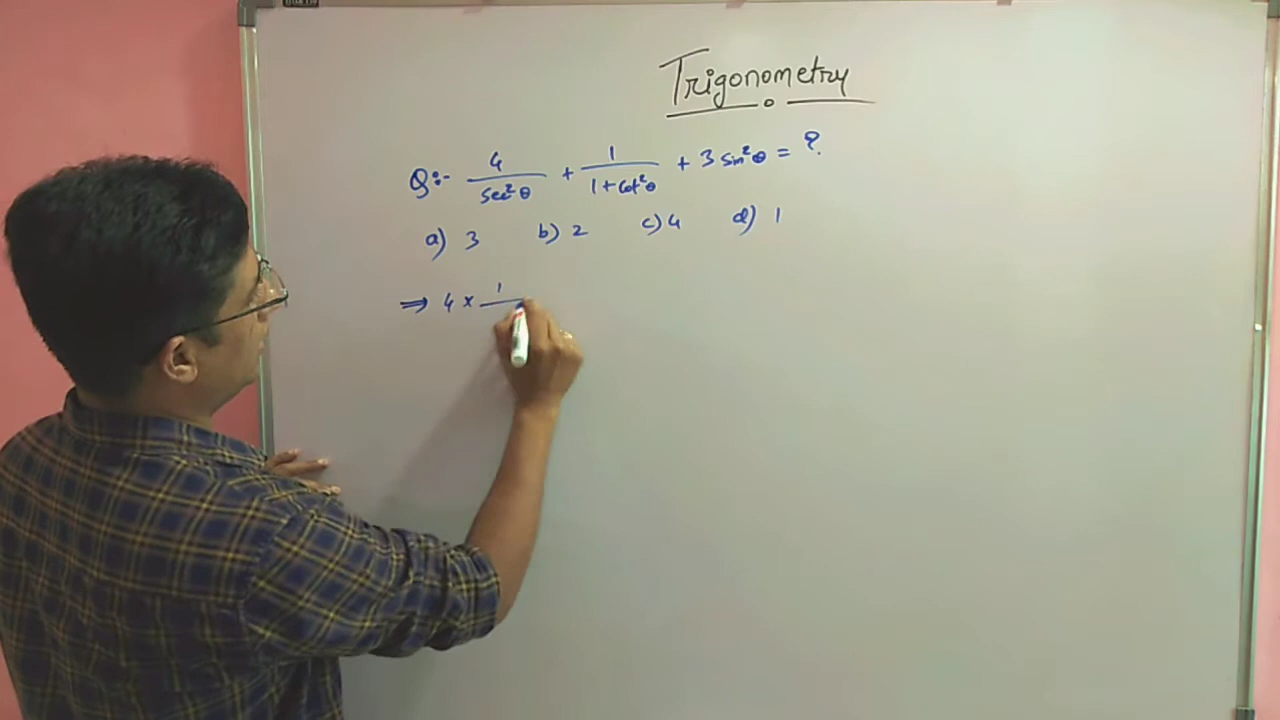 Trigonometry
Q:- 4/sec²θ + 1/1+cot²θ + 3 sin²θ = ?
a) 3 b) 2 c) 4 d) 1
⇒ 4 × 1/